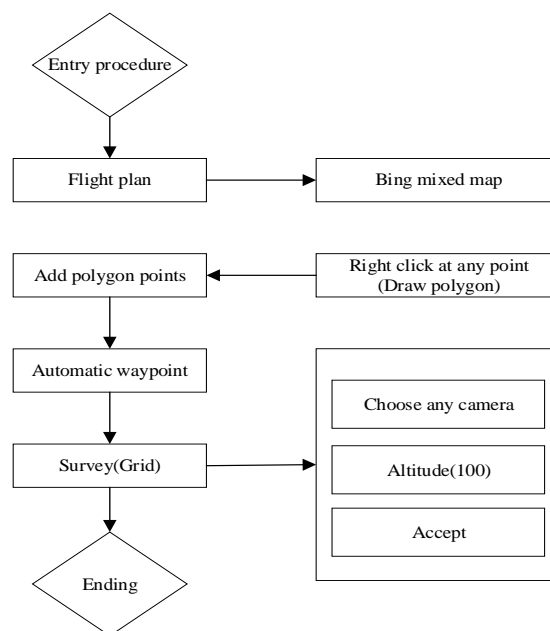 Entry procedure
Flight plan
Bing mixed map
Right click at any point
(Draw polygon)
Add polygon points
Automatic waypoint
Survey(Grid)
Choose any camera
Altitude(100)
Accept
Ending